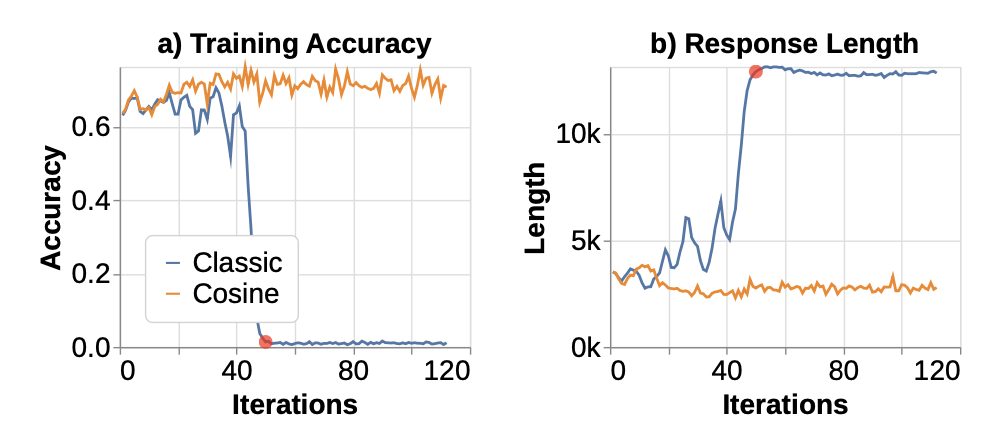 a) Training Accuracy
Accuracy
0.6
0.4
0.2
0.0
Classic
Cosine
0 40 80 120
Iterations
b) Response Length
Length
10k
5k
0k
0 40 80 120
Iterations